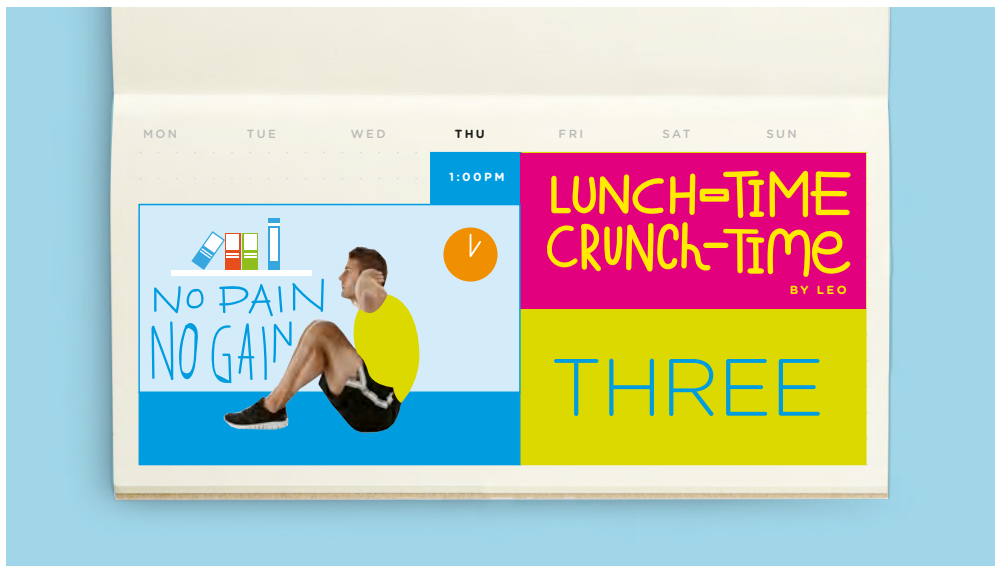 MON TUE WED THU FRI SAT SUN
1:00PM
LUNCH-TIME
CRUNCh-TIMe
BY LEO
NO PAIN
NO GAIN
THREE